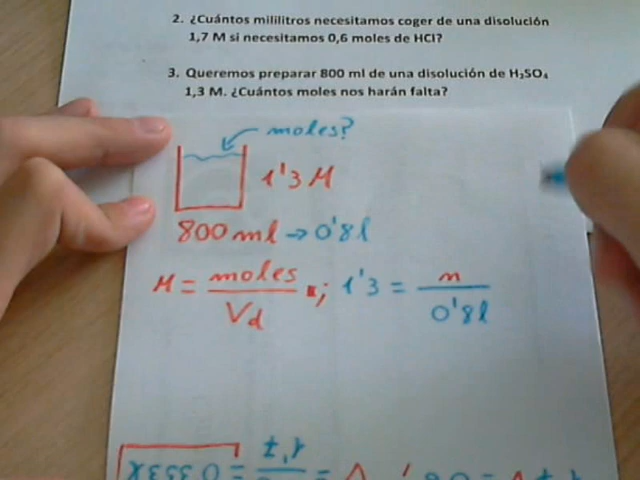 2. ¿Cuántos mililitros necesitamos coger de una disolución
1,7 M si necesitamos 0,6 moles de HCl?
3. Queremos preparar 800 ml de una disolución de H₂SO₄
1,3 M. ¿Cuántos moles nos harán falta?
moles?
1'3 M
800 ml → 0'8 l
M = moles / Vd ; 1'3 = n / 0'8 l